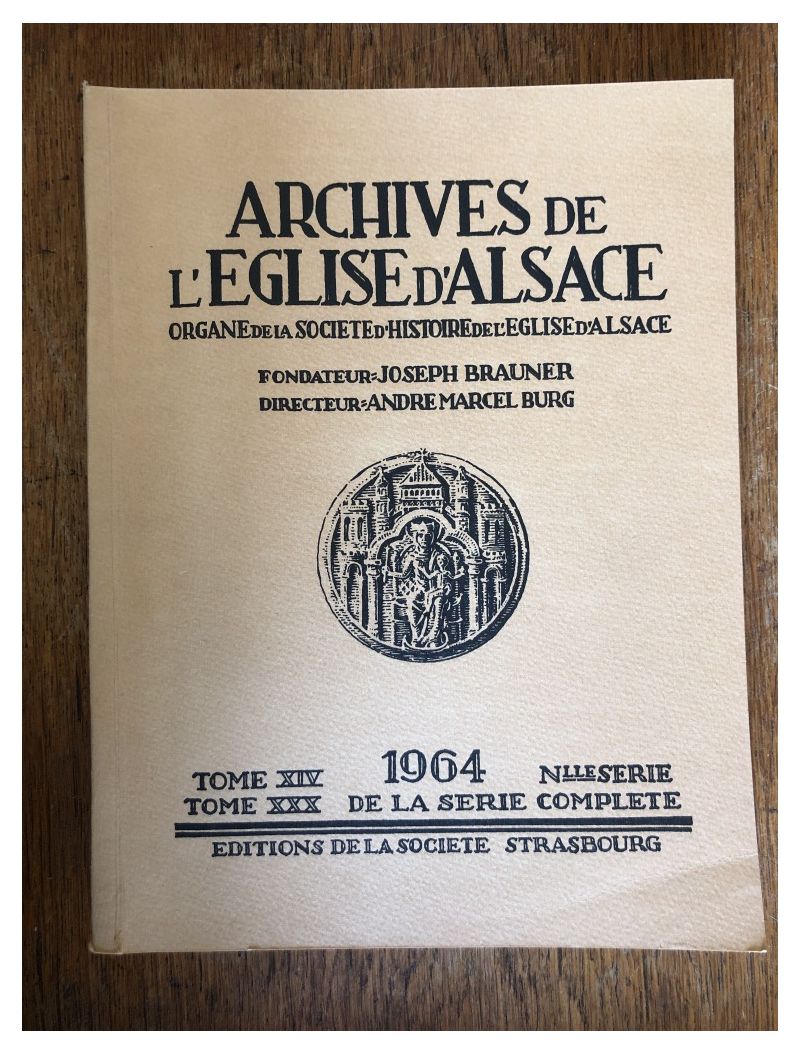 ARCHIVES DE
L'EGLISE D'ALSACE
ORGANE DE LA SOCIETE D'HISTOIRE DE L'EGLISE D'ALSACE
FONDATEUR=JOSEPH BRAUNER
DIRECTEUR=ANDRE MARCEL BURG
TOME XIV 1964 NLLE SERIE
TOME XXX DE LA SERIE COMPLETE
EDITIONS DE LA SOCIETE STRASBOURG